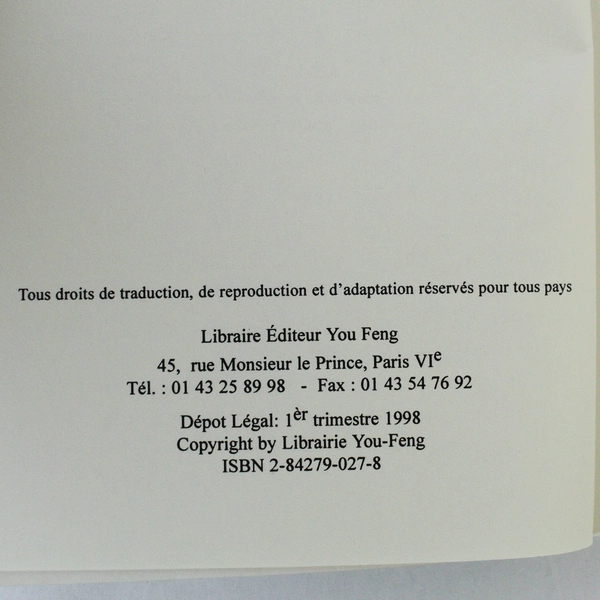 Tous droits de traduction, de reproduction et d'adaptation réservés pour tous pays
Libraire Éditeur You Feng
45, rue Monsieur le Prince, Paris VIe
Tél. : 01 43 25 89 98 - Fax : 01 43 54 76 92
Dépot Légal: 1èr trimestre 1998
Copyright by Librairie You-Feng
ISBN 2-84279-027-8